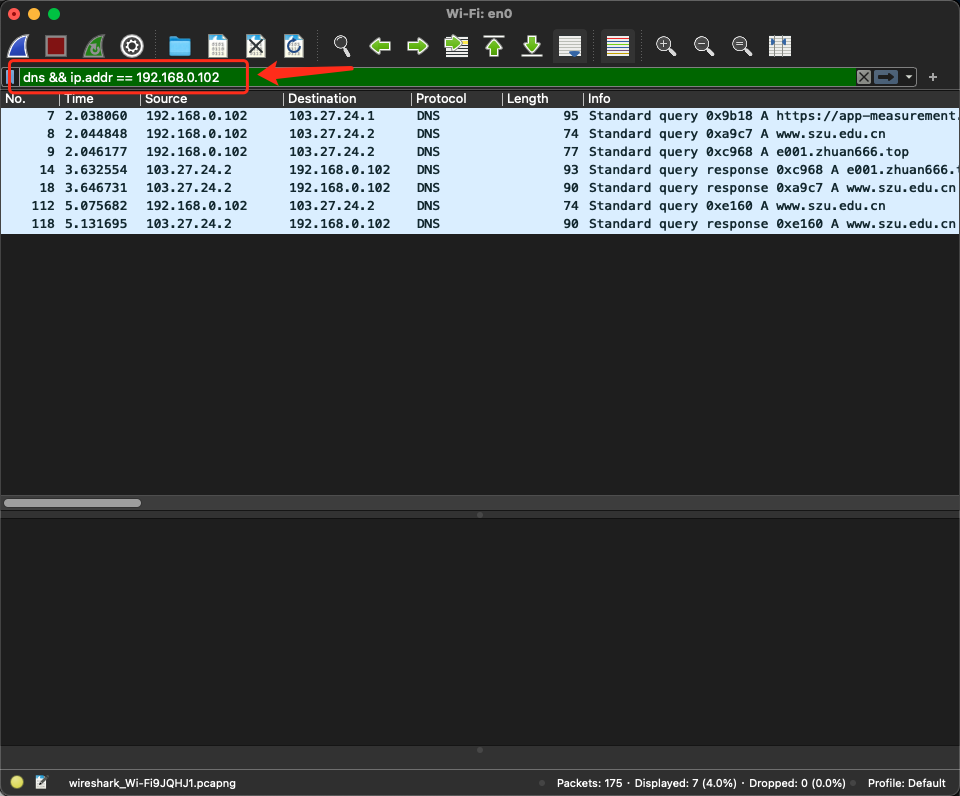 Wi-Fi: en0
dns && ip.addr == 192.168.0.102
No. Time Source Destination Protocol Length Info
7 2.038060 192.168.0.102 103.27.24.1 DNS 95 Standard query 0x9b18 A https://app-measurement.
8 2.044848 192.168.0.102 103.27.24.2 DNS 74 Standard query 0xa9c7 A www.szu.edu.cn
9 2.046177 192.168.0.102 103.27.24.2 DNS 77 Standard query 0xc968 A e001.zhuan666.top
14 3.632554 103.27.24.2 192.168.0.102 DNS 93 Standard query response 0xc968 A e001.zhuan666.t
18 3.646731 103.27.24.2 192.168.0.102 DNS 90 Standard query response 0xa9c7 A www.szu.edu.cn
112 5.075682 192.168.0.102 103.27.24.2 DNS 74 Standard query 0xe160 A www.szu.edu.cn
118 5.131695 103.27.24.2 192.168.0.102 DNS 90 Standard query response 0xe160 A www.szu.edu.cn
wireshark_Wi-Fi9JQHJ1.pcapng Packets: 175 · Displayed: 7 (4.0%) · Dropped: 0 (0.0%) Profile: Default